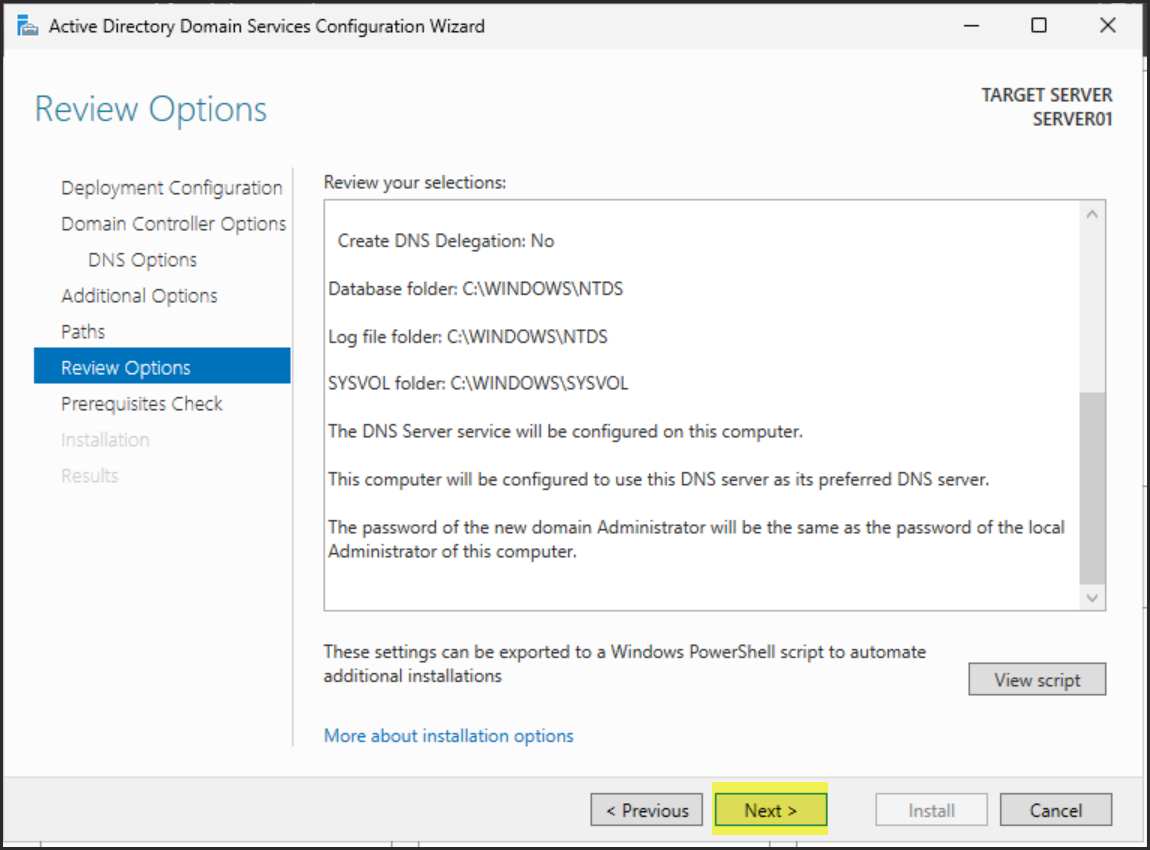 Active Directory Domain Services Configuration Wizard
Review Options
TARGET SERVER
SERVER01
Deployment Configuration
Domain Controller Options
DNS Options
Additional Options
Paths
Review Options
Prerequisites Check
Installation
Results
Review your selections:
Create DNS Delegation: No
Database folder: C:\WINDOWS\NTDS
Log file folder: C:\WINDOWS\NTDS
SYSVOL folder: C:\WINDOWS\SYSVOL
The DNS Server service will be configured on this computer.
This computer will be configured to use this DNS server as its preferred DNS server.
The password of the new domain Administrator will be the same as the password of the local
Administrator of this computer.
These settings can be exported to a Windows PowerShell script to automate
additional installations
View script
More about installation options
< Previous
Next >
Install
Cancel